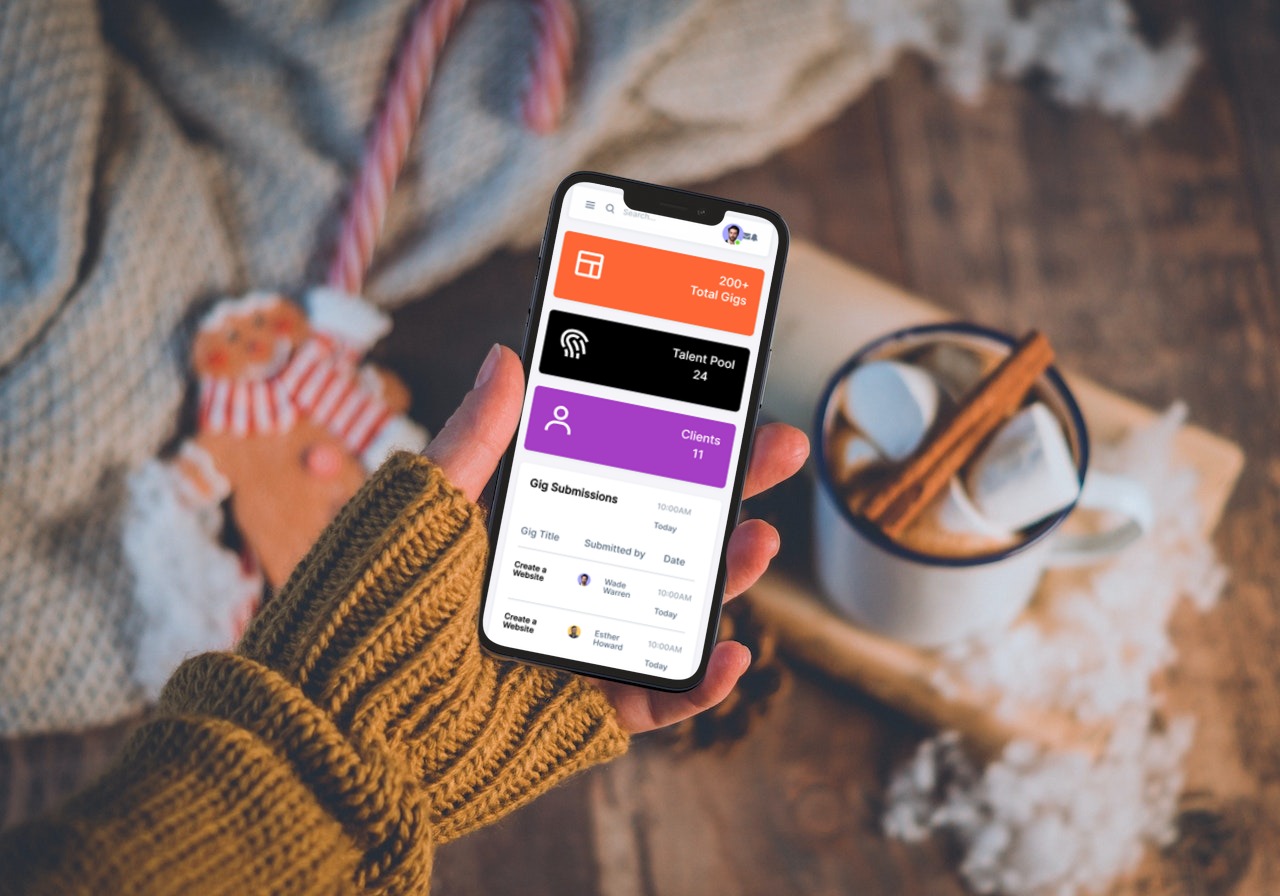 Search...
200+
Total Gigs
Talent Pool
24
Clients
11
Gig Submissions
10:00AM
Today
Gig Title
Submitted by
Date
Create a
Website
Wade
Warren
10:00AM
Today
Create a
Website
Esther
Howard
10:00AM
Today